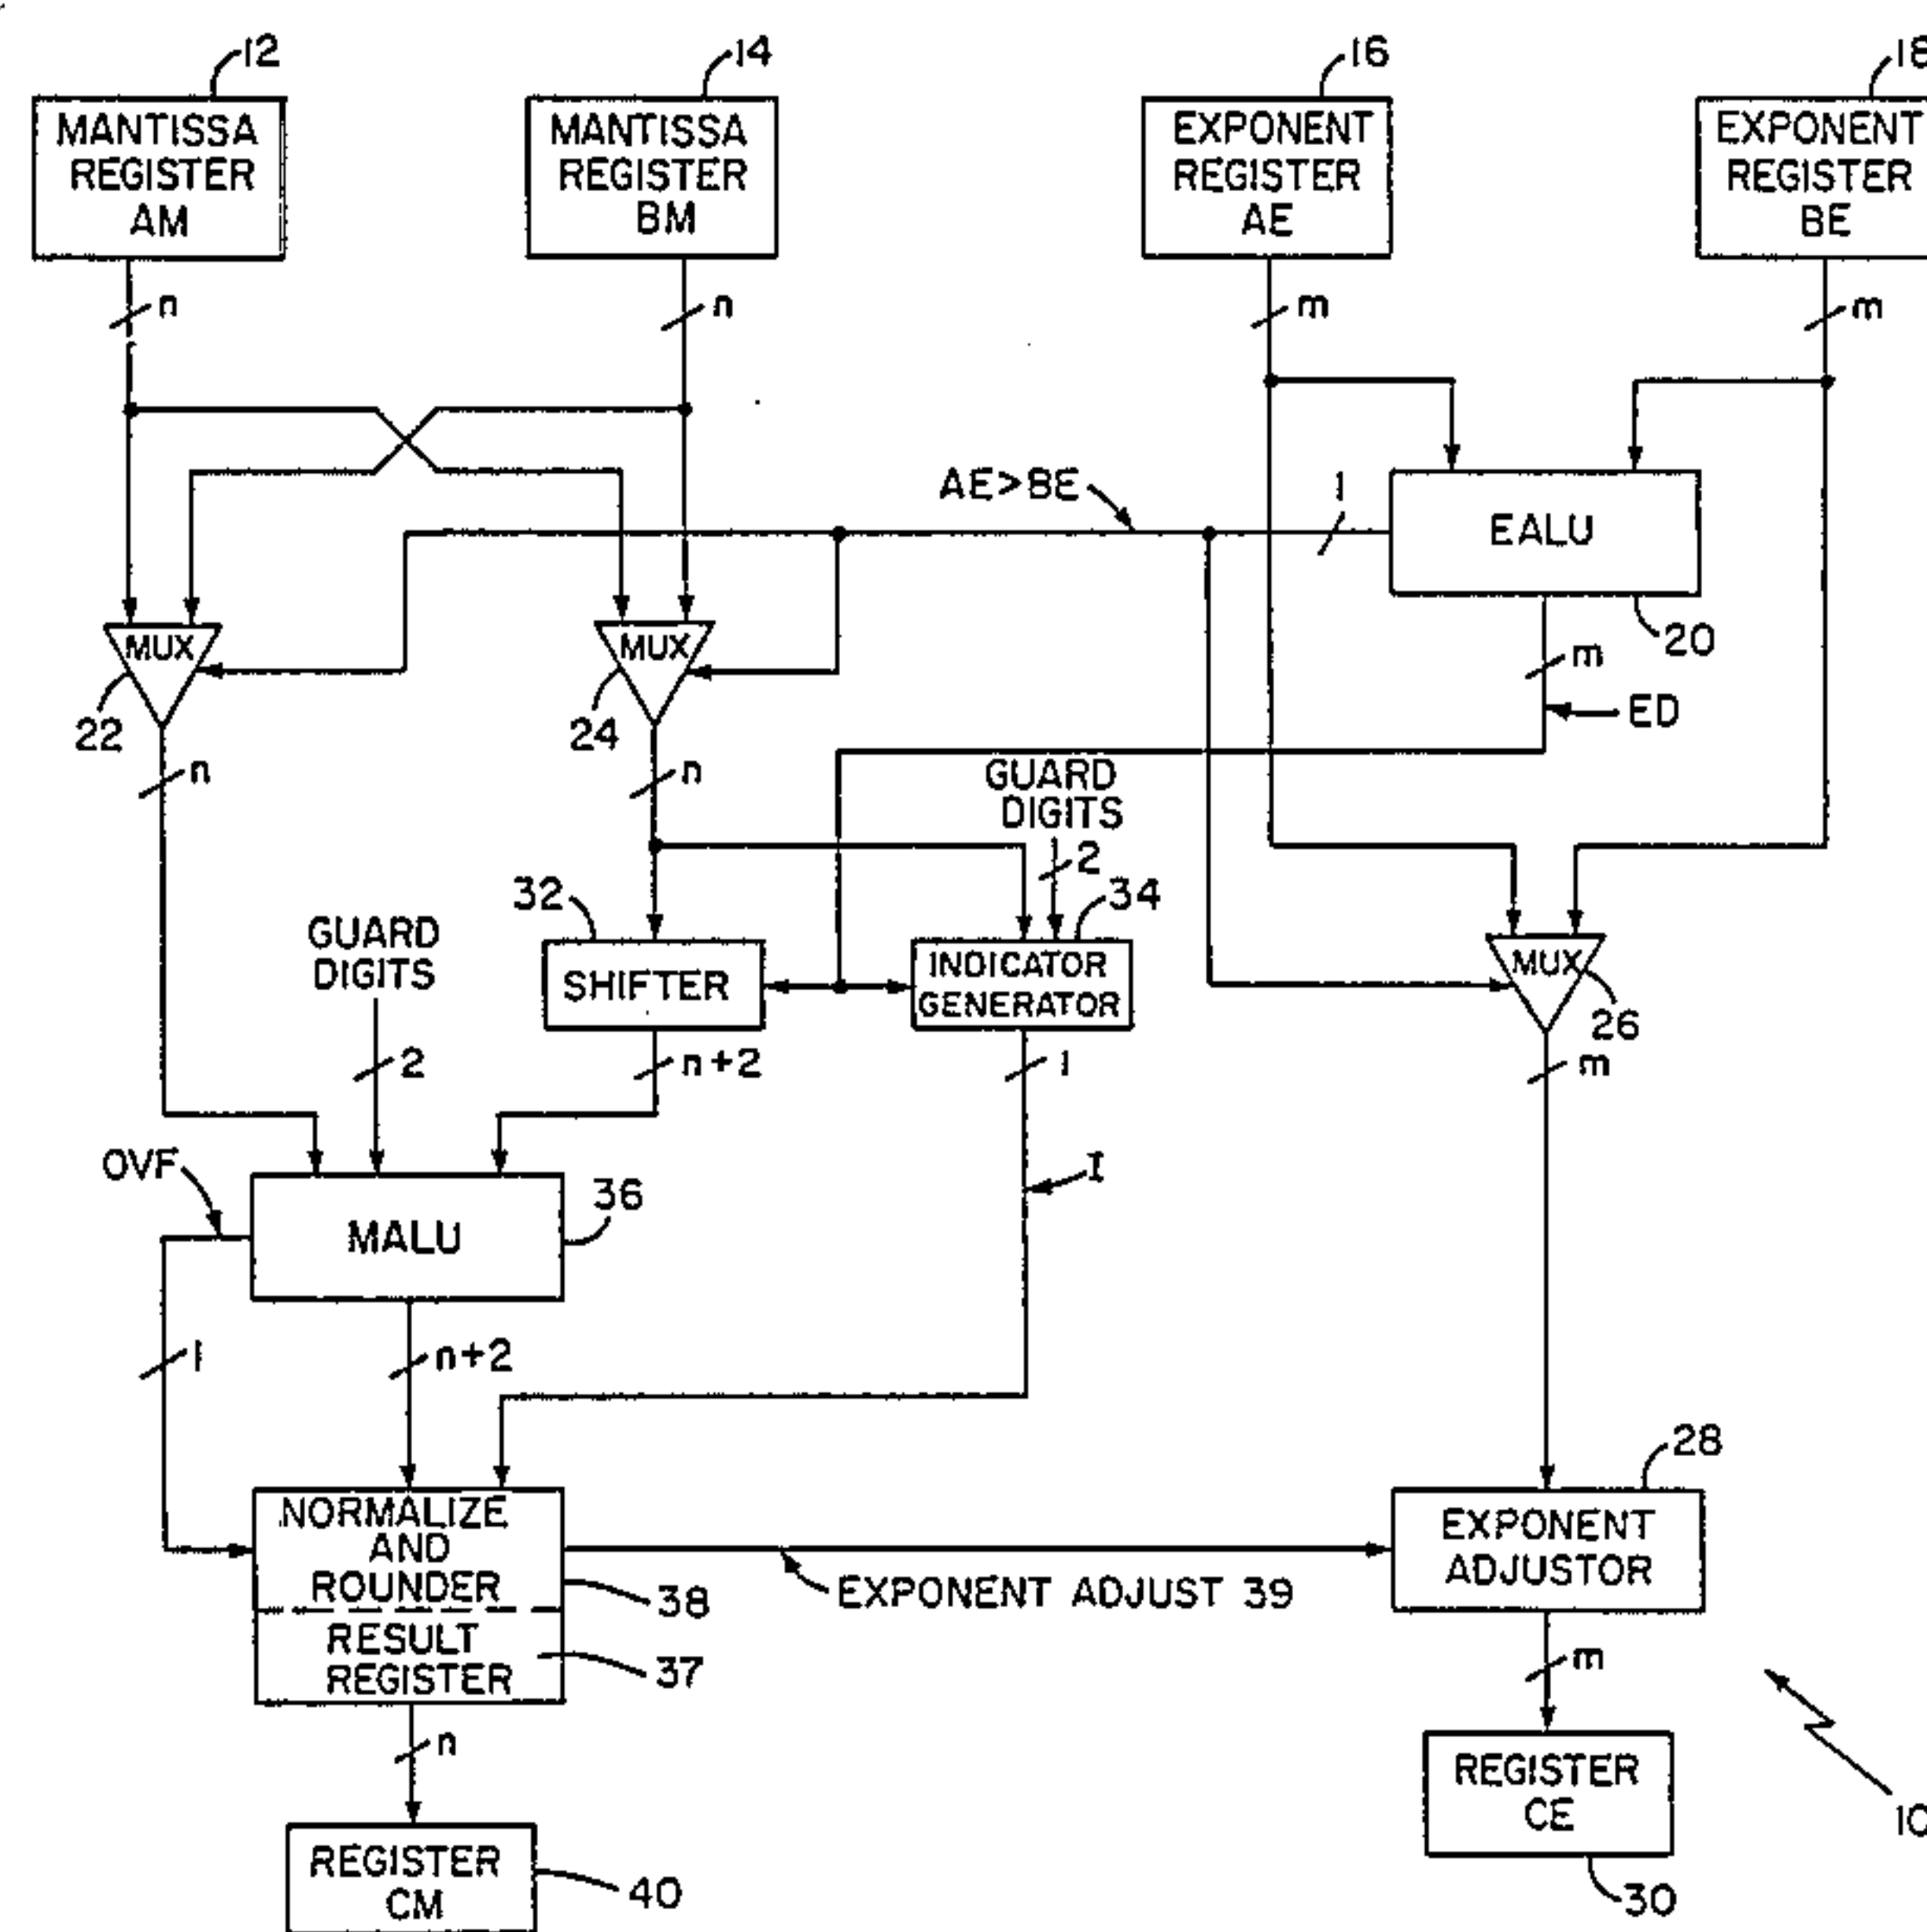 12
14
16
18
MANTISSA
REGISTER
AM
MANTISSA
REGISTER
BM
EXPONENT
REGISTER
AE
EXPONENT
REGISTER
BE
n
n
m
m
AE>BE
1
EALU
20
MUX
22
MUX
24
m
ED
n
n
GUARD
DIGITS
2
32
34
GUARD
DIGITS
SHIFTER
INDICATOR
GENERATOR
MUX
26
2
n+2
1
m
OVF
I
36
MALU
1
n+2
28
NORMALIZE
AND
ROUNDER
38
EXPONENT ADJUST 39
EXPONENT
ADJUSTOR
RESULT
REGISTER
37
m
n
REGISTER
CE
10
REGISTER
CM
40
30